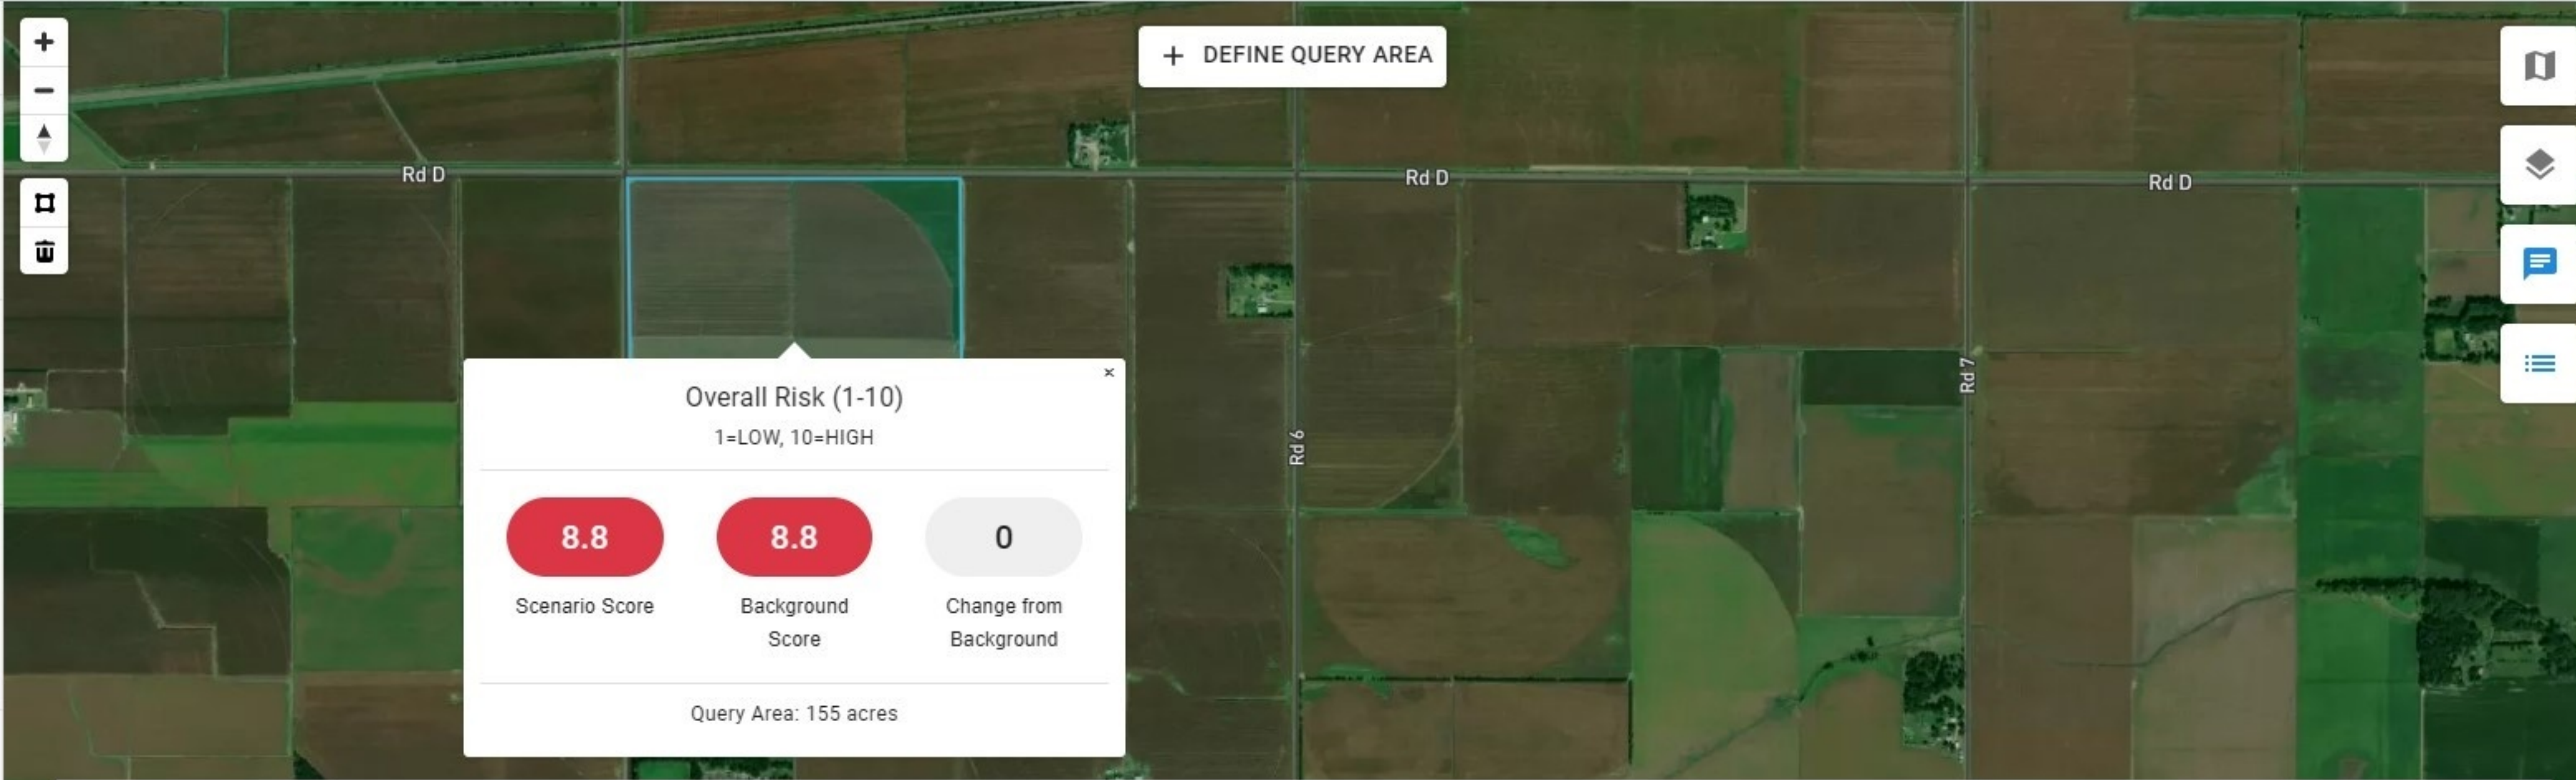 + DEFINE QUERY AREA
Rd D
Rd D
Rd D
Rd 7
Rd 6
×
Overall Risk (1-10)
1=LOW, 10=HIGH
8.8
8.8
0
Scenario Score
Background
Score
Change from
Background
Query Area: 155 acres